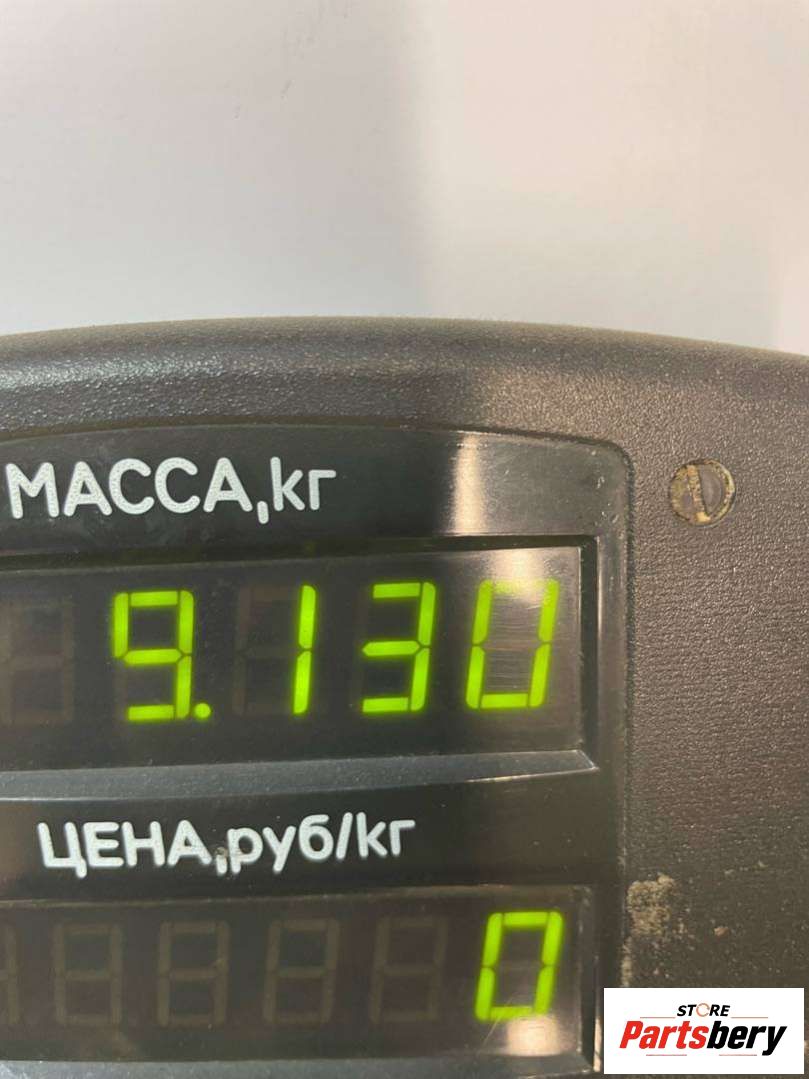 МАССА,кг
9.130
ЦЕНА,руб/кг
0
STORE
Partsbery